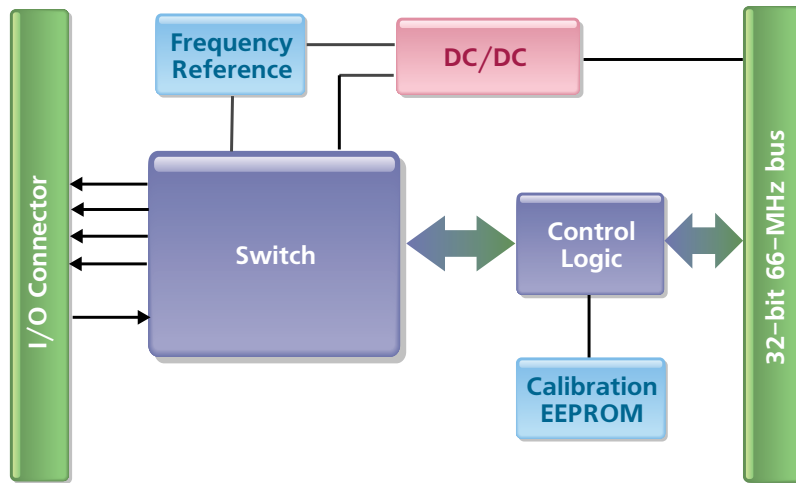 Frequency
Reference
DC/DC
I/O Connector
Switch
Control
Logic
Calibration
EEPROM
32-bit 66-MHz bus